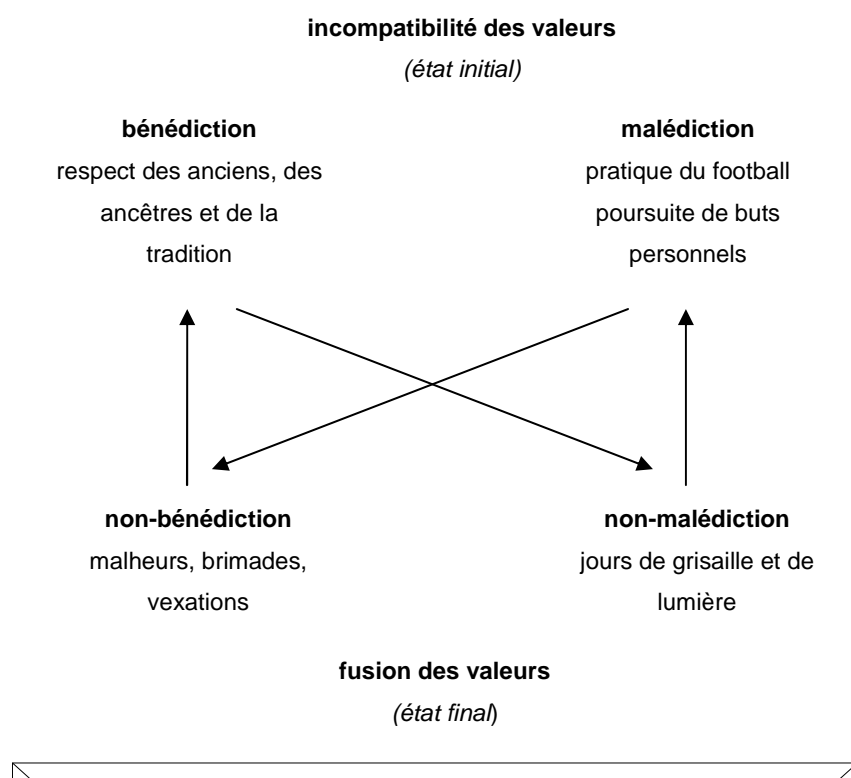 incompatibilité des valeurs
(état initial)
bénédiction
respect des anciens, des
ancêtres et de la
tradition
malédiction
pratique du football
poursuite de buts
personnels
non-bénédiction
malheurs, brimades,
vexations
non-malédiction
jours de grisaille et de
lumière
fusion des valeurs
(état final)